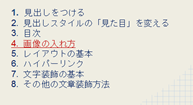 1. 見出しをつける
2. 見出しスタイルの「見た目」を変える
3. 目次
4. 画像の入れ方
5. レイアウトの基本
6. ハイパーリンク
7. 文字装飾の基本
8. その他の文章装飾方法